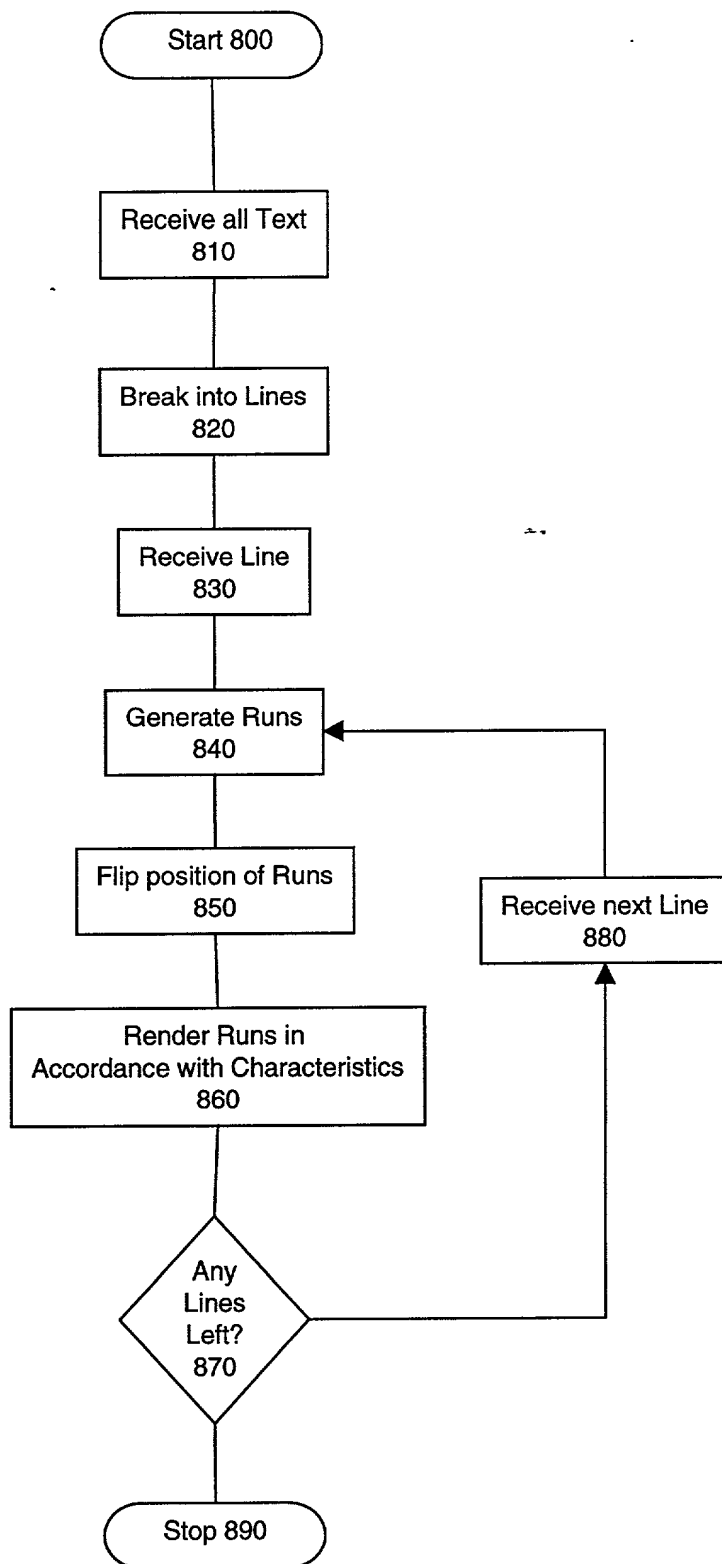 Start 800
Receive all Text
810
Break into Lines
820
Receive Line
830
Generate Runs
840
Flip position of Runs
850
Receive next Line
880
Render Runs in
Accordance with Characteristics
860
Any
Lines
Left?
870
Stop 890